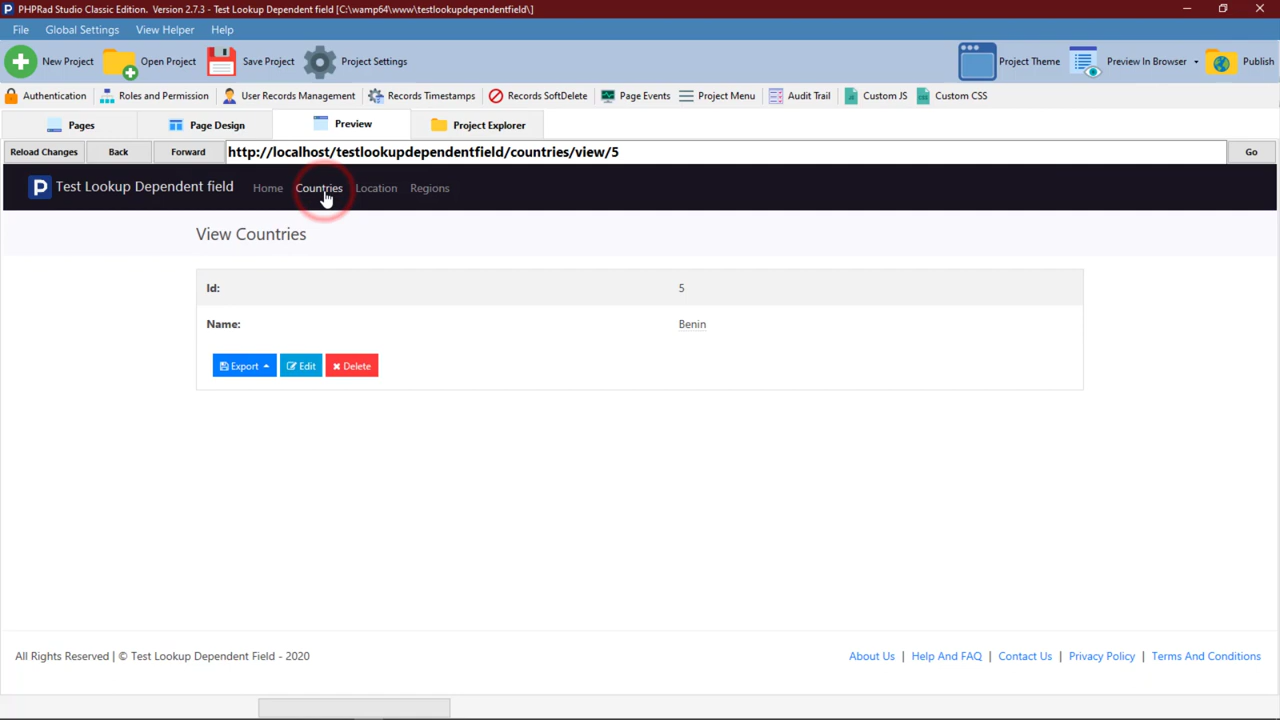 PHPRad Studio Classic Edition. Version 2.7.3 - Test Lookup Dependent field [C:\wamp64\www\testlookupdependentfield\]
File Global Settings View Helper Help
New Project Open Project Save Project Project Settings Project Theme Preview In Browser Publish
Authentication Roles and Permission User Records Management Records Timestamps Records SoftDelete Page Events Project Menu Audit Trail Custom JS Custom CSS
Pages Page Design Preview Project Explorer
Reload Changes Back Forward http://localhost/testlookupdependentfield/countries/view/5 Go
Test Lookup Dependent field Home Countries Location Regions
View Countries
Id: 5
Name: Benin
Export Edit Delete
All Rights Reserved | © Test Lookup Dependent Field - 2020 About Us | Help And FAQ | Contact Us | Privacy Policy | Terms And Conditions